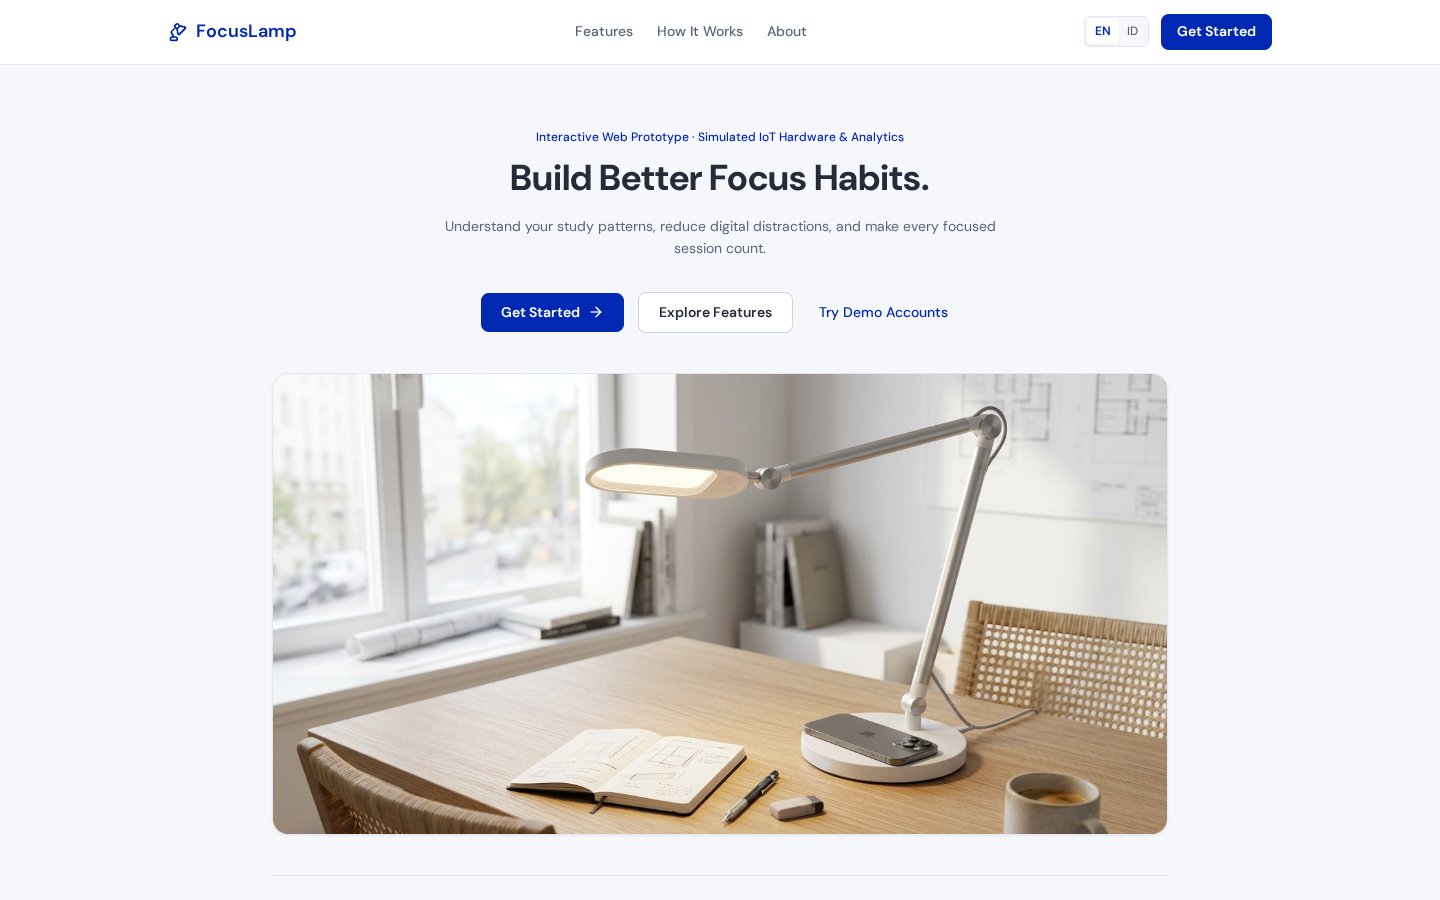 FocusLamp
Features
How It Works
About
EN
ID
Get Started
Interactive Web Prototype · Simulated IoT Hardware & Analytics
Build Better Focus Habits.
Understand your study patterns, reduce digital distractions, and make every focused
session count.
Get Started →
Explore Features
Try Demo Accounts